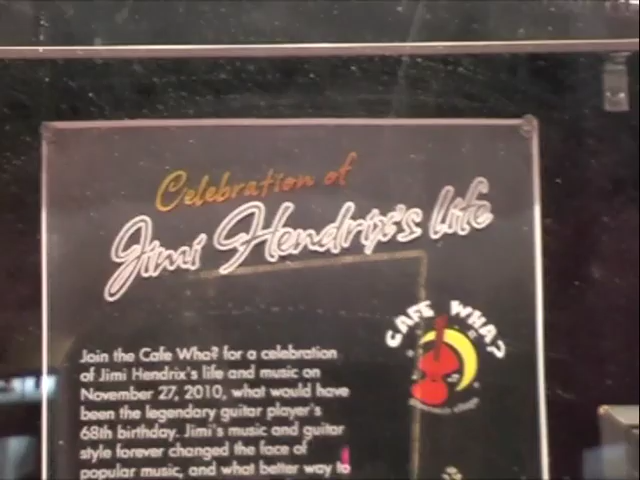 Celebration of
Jimi Hendrix's life
CAFE WHA?
Join the Cafe Wha? for a celebration
of Jimi Hendrix's life and music on
November 27, 2010, what would have
been the legendary guitar player's
68th birthday. Jimi's music and guitar
style forever changed the face of
popular music, and what better way to